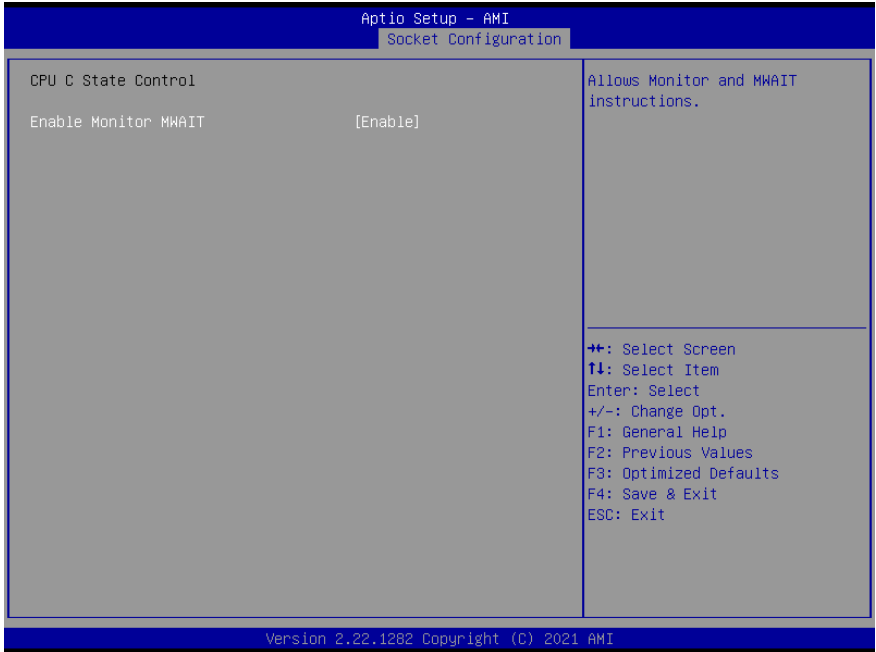 Aptio Setup – AMI
Socket Configuration
CPU C State Control
Enable Monitor MWAIT [Enable]
Allows Monitor and MWAIT
instructions.
→←: Select Screen
↑↓: Select Item
Enter: Select
+/-: Change Opt.
F1: General Help
F2: Previous Values
F3: Optimized Defaults
F4: Save & Exit
ESC: Exit
Version 2.22.1282 Copyright (C) 2021 AMI